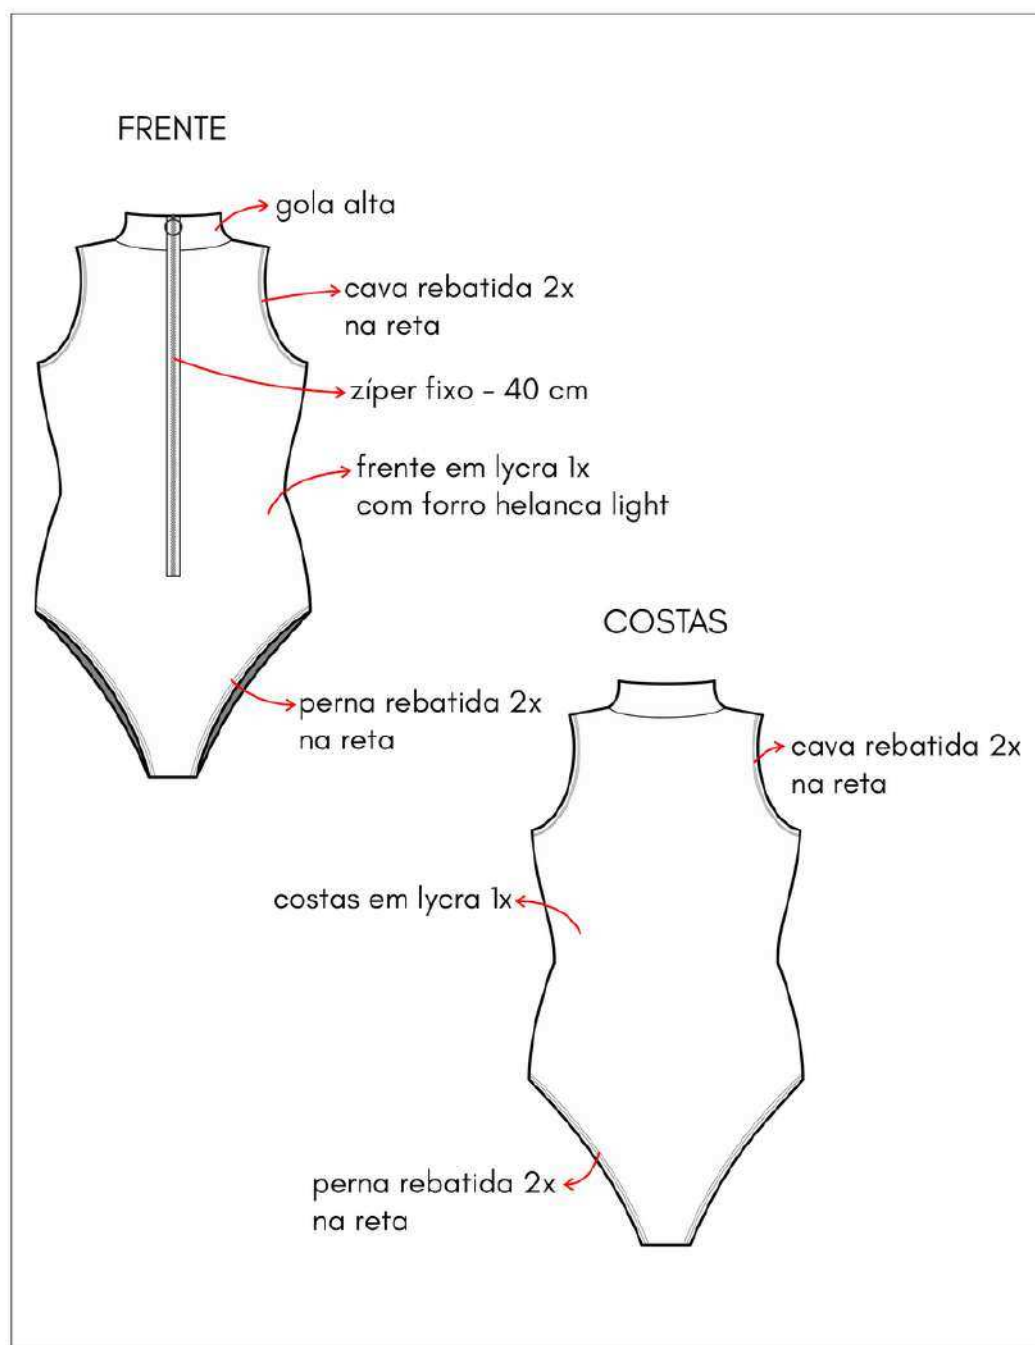 FRENTE
gola alta
cava rebatida 2x
na reta
zíper fixo - 40 cm
frente em lycra 1x
com forro helanca light
perna rebatida 2x
na reta
COSTAS
cava rebatida 2x
na reta
costas em lycra 1x
perna rebatida 2x
na reta